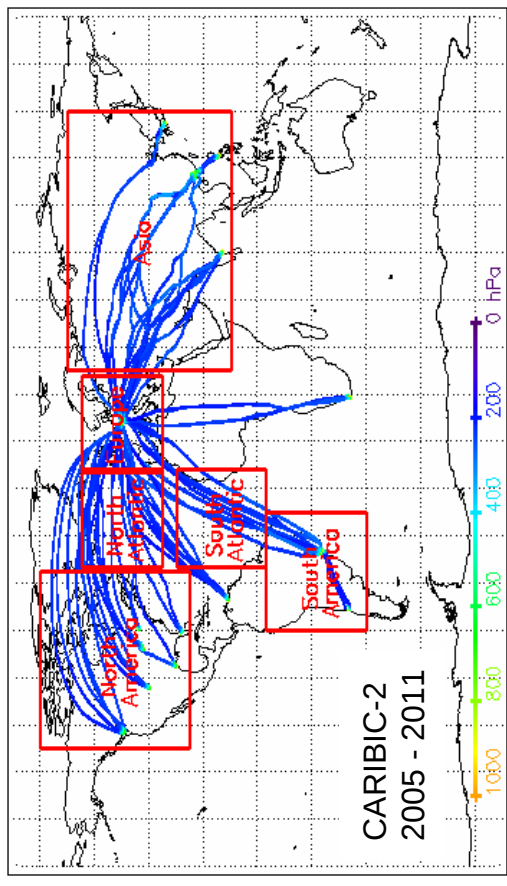 North
America
North
Atlantic
Europe
Asia
South
Atlantic
South
America
CARIBIC-2
2005 - 2011
1000 800 600 400 200 0 hPa